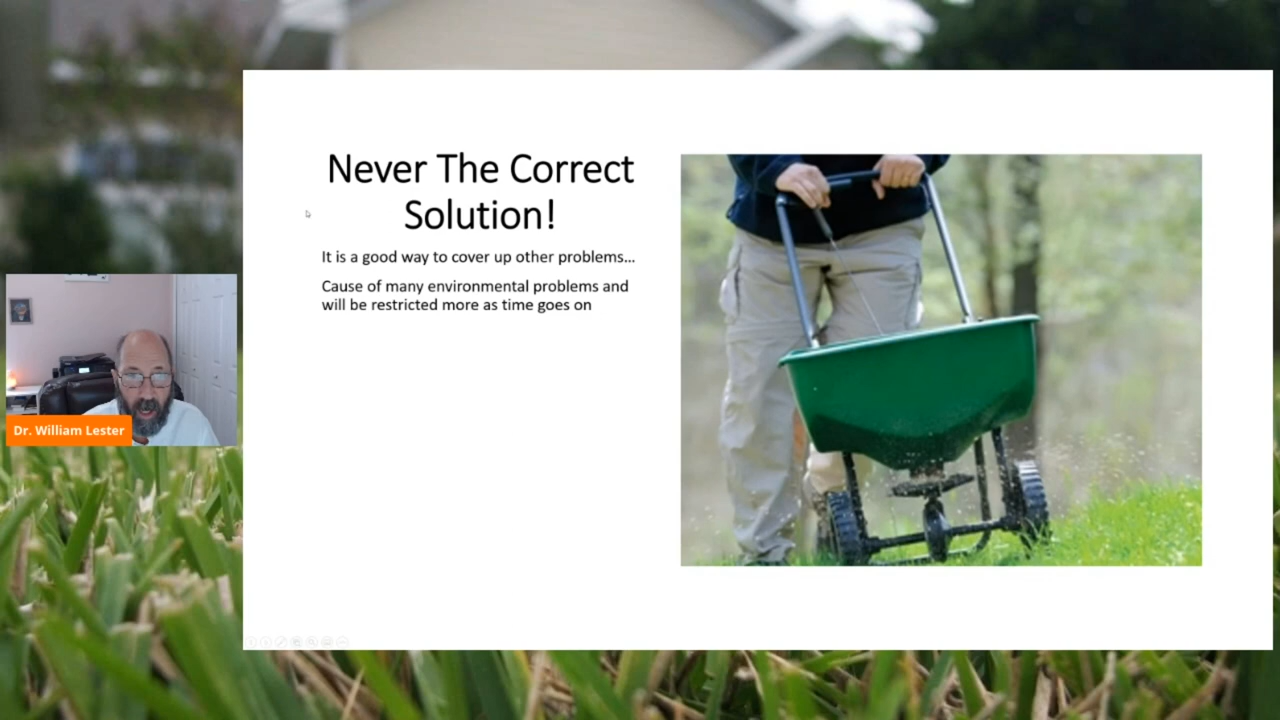 Never The Correct
Solution!
It is a good way to cover up other problems...
Cause of many environmental problems and
will be restricted more as time goes on
Dr. William Lester